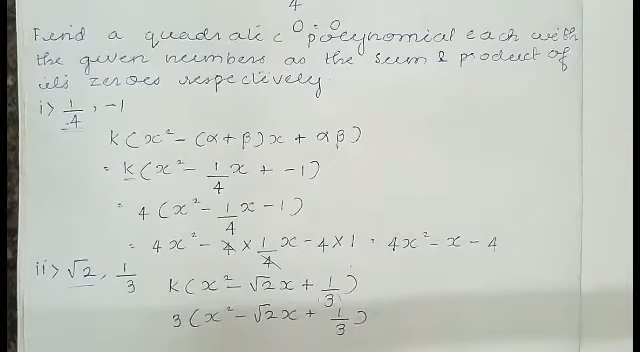 4
Find a quadratic polynomial each with
the given numbers as the sum & product of
its zeroes respectively.
i> 1/4 , -1
K(x² - (α + β)x + αβ)
= K(x² - 1/4 x + -1)
= 4(x² - 1/4 x - 1)
= 4x² - 4 × 1/4 x - 4 × 1 = 4x² - x - 4
ii> √2, 1/3 K(x² - √2x + 1/3)
3(x² - √2x + 1/3)